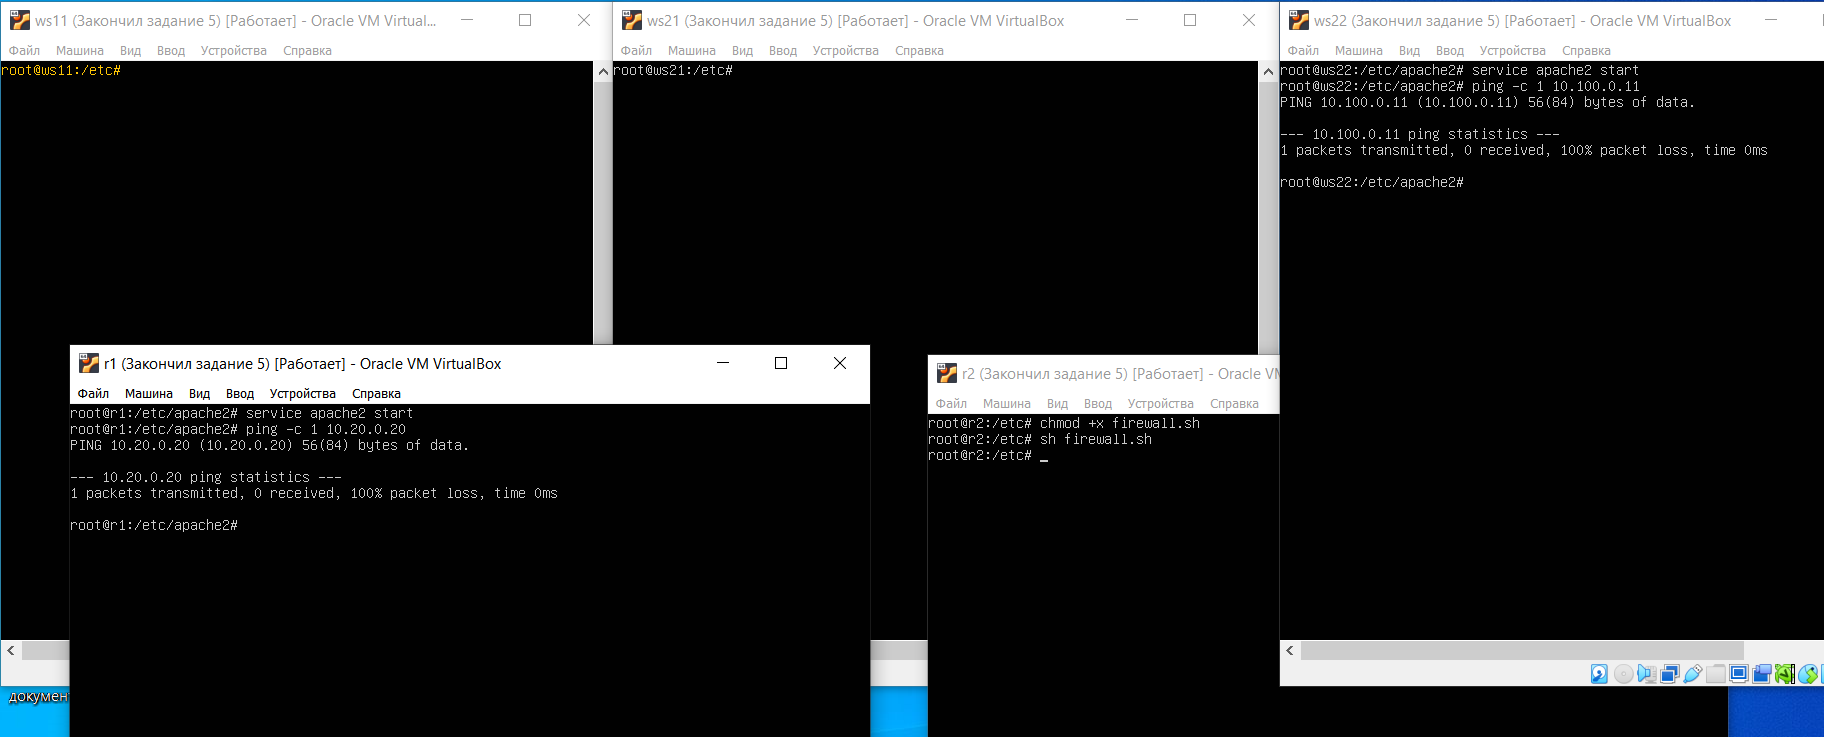 ws11 (Закончил задание 5) [Работает] - Oracle VM Virtual...
Файл Машина Вид Ввод Устройства Справка
root@ws11:/etc#
ws21 (Закончил задание 5) [Работает] - Oracle VM VirtualBox
Файл Машина Вид Ввод Устройства Справка
root@ws21:/etc#
ws22 (Закончил задание 5) [Работает] - Oracle VM VirtualBox
Файл Машина Вид Ввод Устройства Справка
root@ws22:/etc/apache2# service apache2 start
root@ws22:/etc/apache2# ping -c 1 10.100.0.11
PING 10.100.0.11 (10.100.0.11) 56(84) bytes of data.
--- 10.100.0.11 ping statistics ---
1 packets transmitted, 0 received, 100% packet loss, time 0ms
root@ws22:/etc/apache2#
r1 (Закончил задание 5) [Работает] - Oracle VM VirtualBox
Файл Машина Вид Ввод Устройства Справка
root@r1:/etc/apache2# service apache2 start
root@r1:/etc/apache2# ping -c 1 10.20.0.20
PING 10.20.0.20 (10.20.0.20) 56(84) bytes of data.
--- 10.20.0.20 ping statistics ---
1 packets transmitted, 0 received, 100% packet loss, time 0ms
root@r1:/etc/apache2#
r2 (Закончил задание 5) [Работает] - Oracle VM
Файл Машина Вид Ввод Устройства Справка
root@r2:/etc# chmod +x firewall.sh
root@r2:/etc# sh firewall.sh
root@r2:/etc# _
докумен